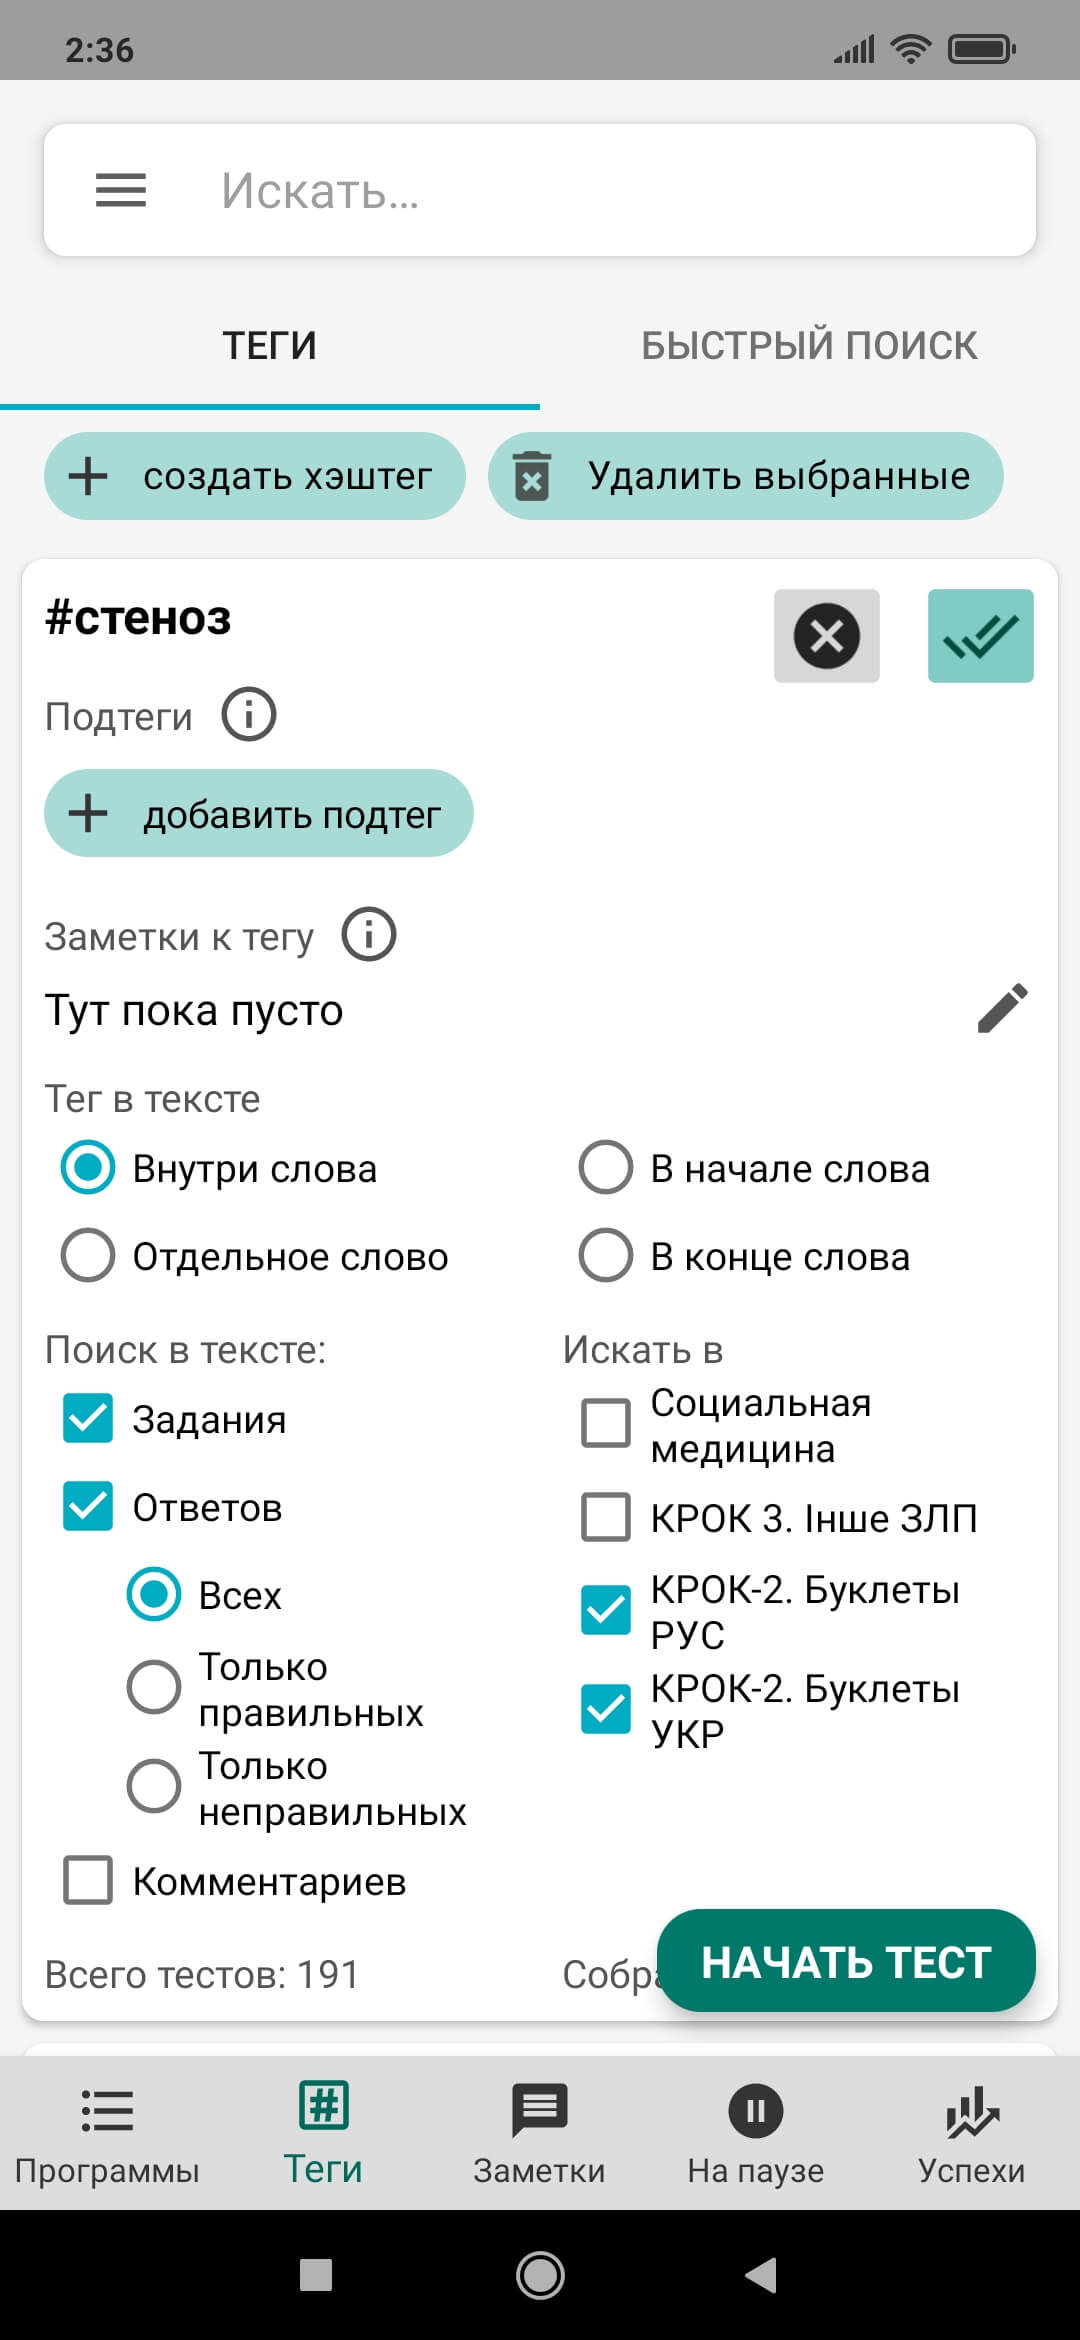 2:36
Искать...
ТЕГИ
БЫСТРЫЙ ПОИСК
создать хэштег
Удалить выбранные
#стеноз
Подтеги
добавить подтег
Заметки к тегу
Тут пока пусто
Тег в тексте
Внутри слова
В начале слова
Отдельное слово
В конце слова
Поиск в тексте:
Задания
Ответов
Всех
Только
правильных
Только
неправильных
Комментариев
Искать в
Социальная
медицина
КРОК 3. Інше ЗЛП
КРОК-2. Буклеты
РУС
КРОК-2. Буклеты
УКР
Всего тестов: 191
НАЧАТЬ ТЕСТ
Программы
Теги
Заметки
На паузе
Успехи